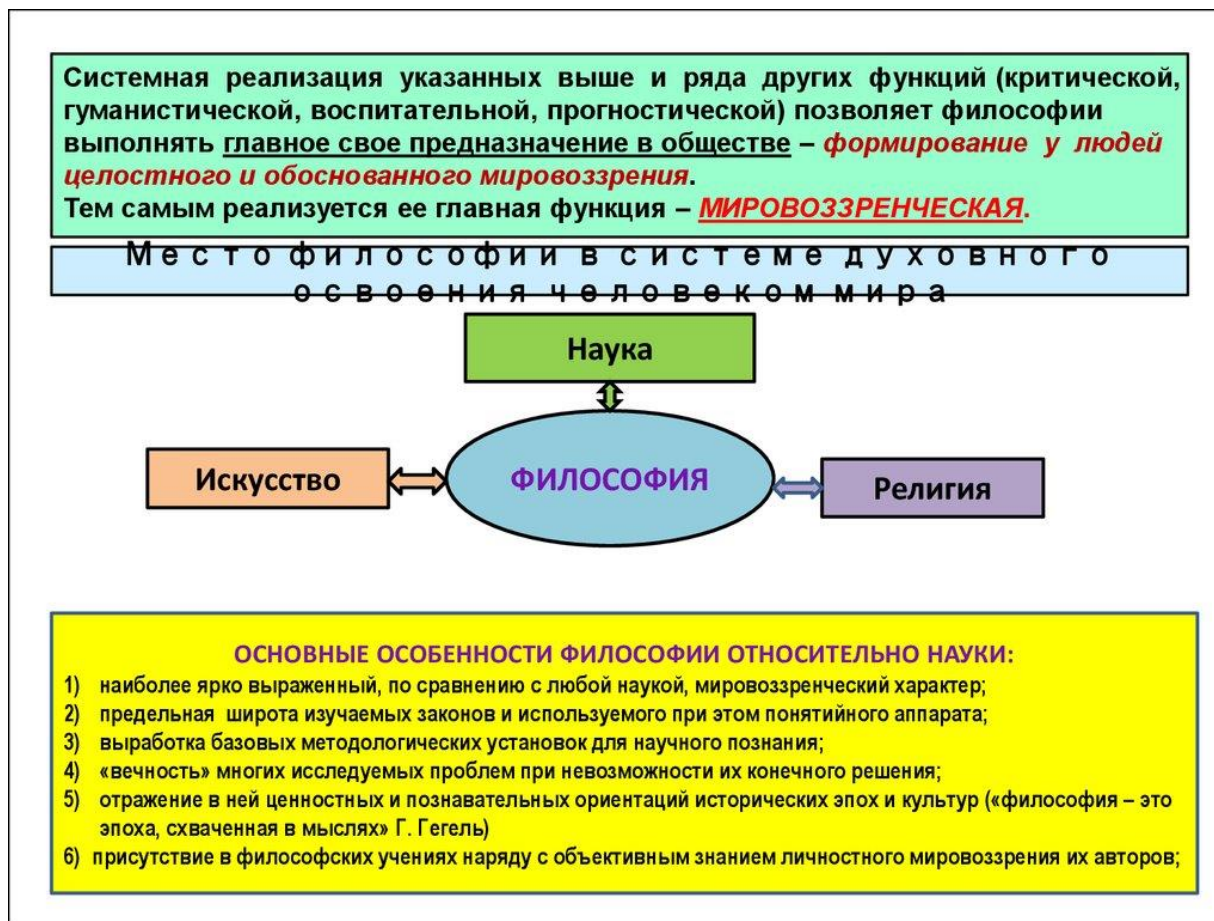 Системная реализация указанных выше и ряда других функций (критической,
гуманистической, воспитательной, прогностической) позволяет философии
выполнять главное свое предназначение в обществе – формирование у людей
целостного и обоснованного мировоззрения.
Тем самым реализуется ее главная функция – МИРОВОЗЗРЕНЧЕСКАЯ.
Место философии в системе духовного
освоения человеком мира
Наука
Искусство
ФИЛОСОФИЯ
Религия
ОСНОВНЫЕ ОСОБЕННОСТИ ФИЛОСОФИИ ОТНОСИТЕЛЬНО НАУКИ:
1) наиболее ярко выраженный, по сравнению с любой наукой, мировоззренческий характер;
2) предельная широта изучаемых законов и используемого при этом понятийного аппарата;
3) выработка базовых методологических установок для научного познания;
4) «вечность» многих исследуемых проблем при невозможности их конечного решения;
5) отражение в ней ценностных и познавательных ориентаций исторических эпох и культур («философия – это
эпоха, схваченная в мыслях» Г. Гегель)
6) присутствие в философских учениях наряду с объективным знанием личностного мировоззрения их авторов;